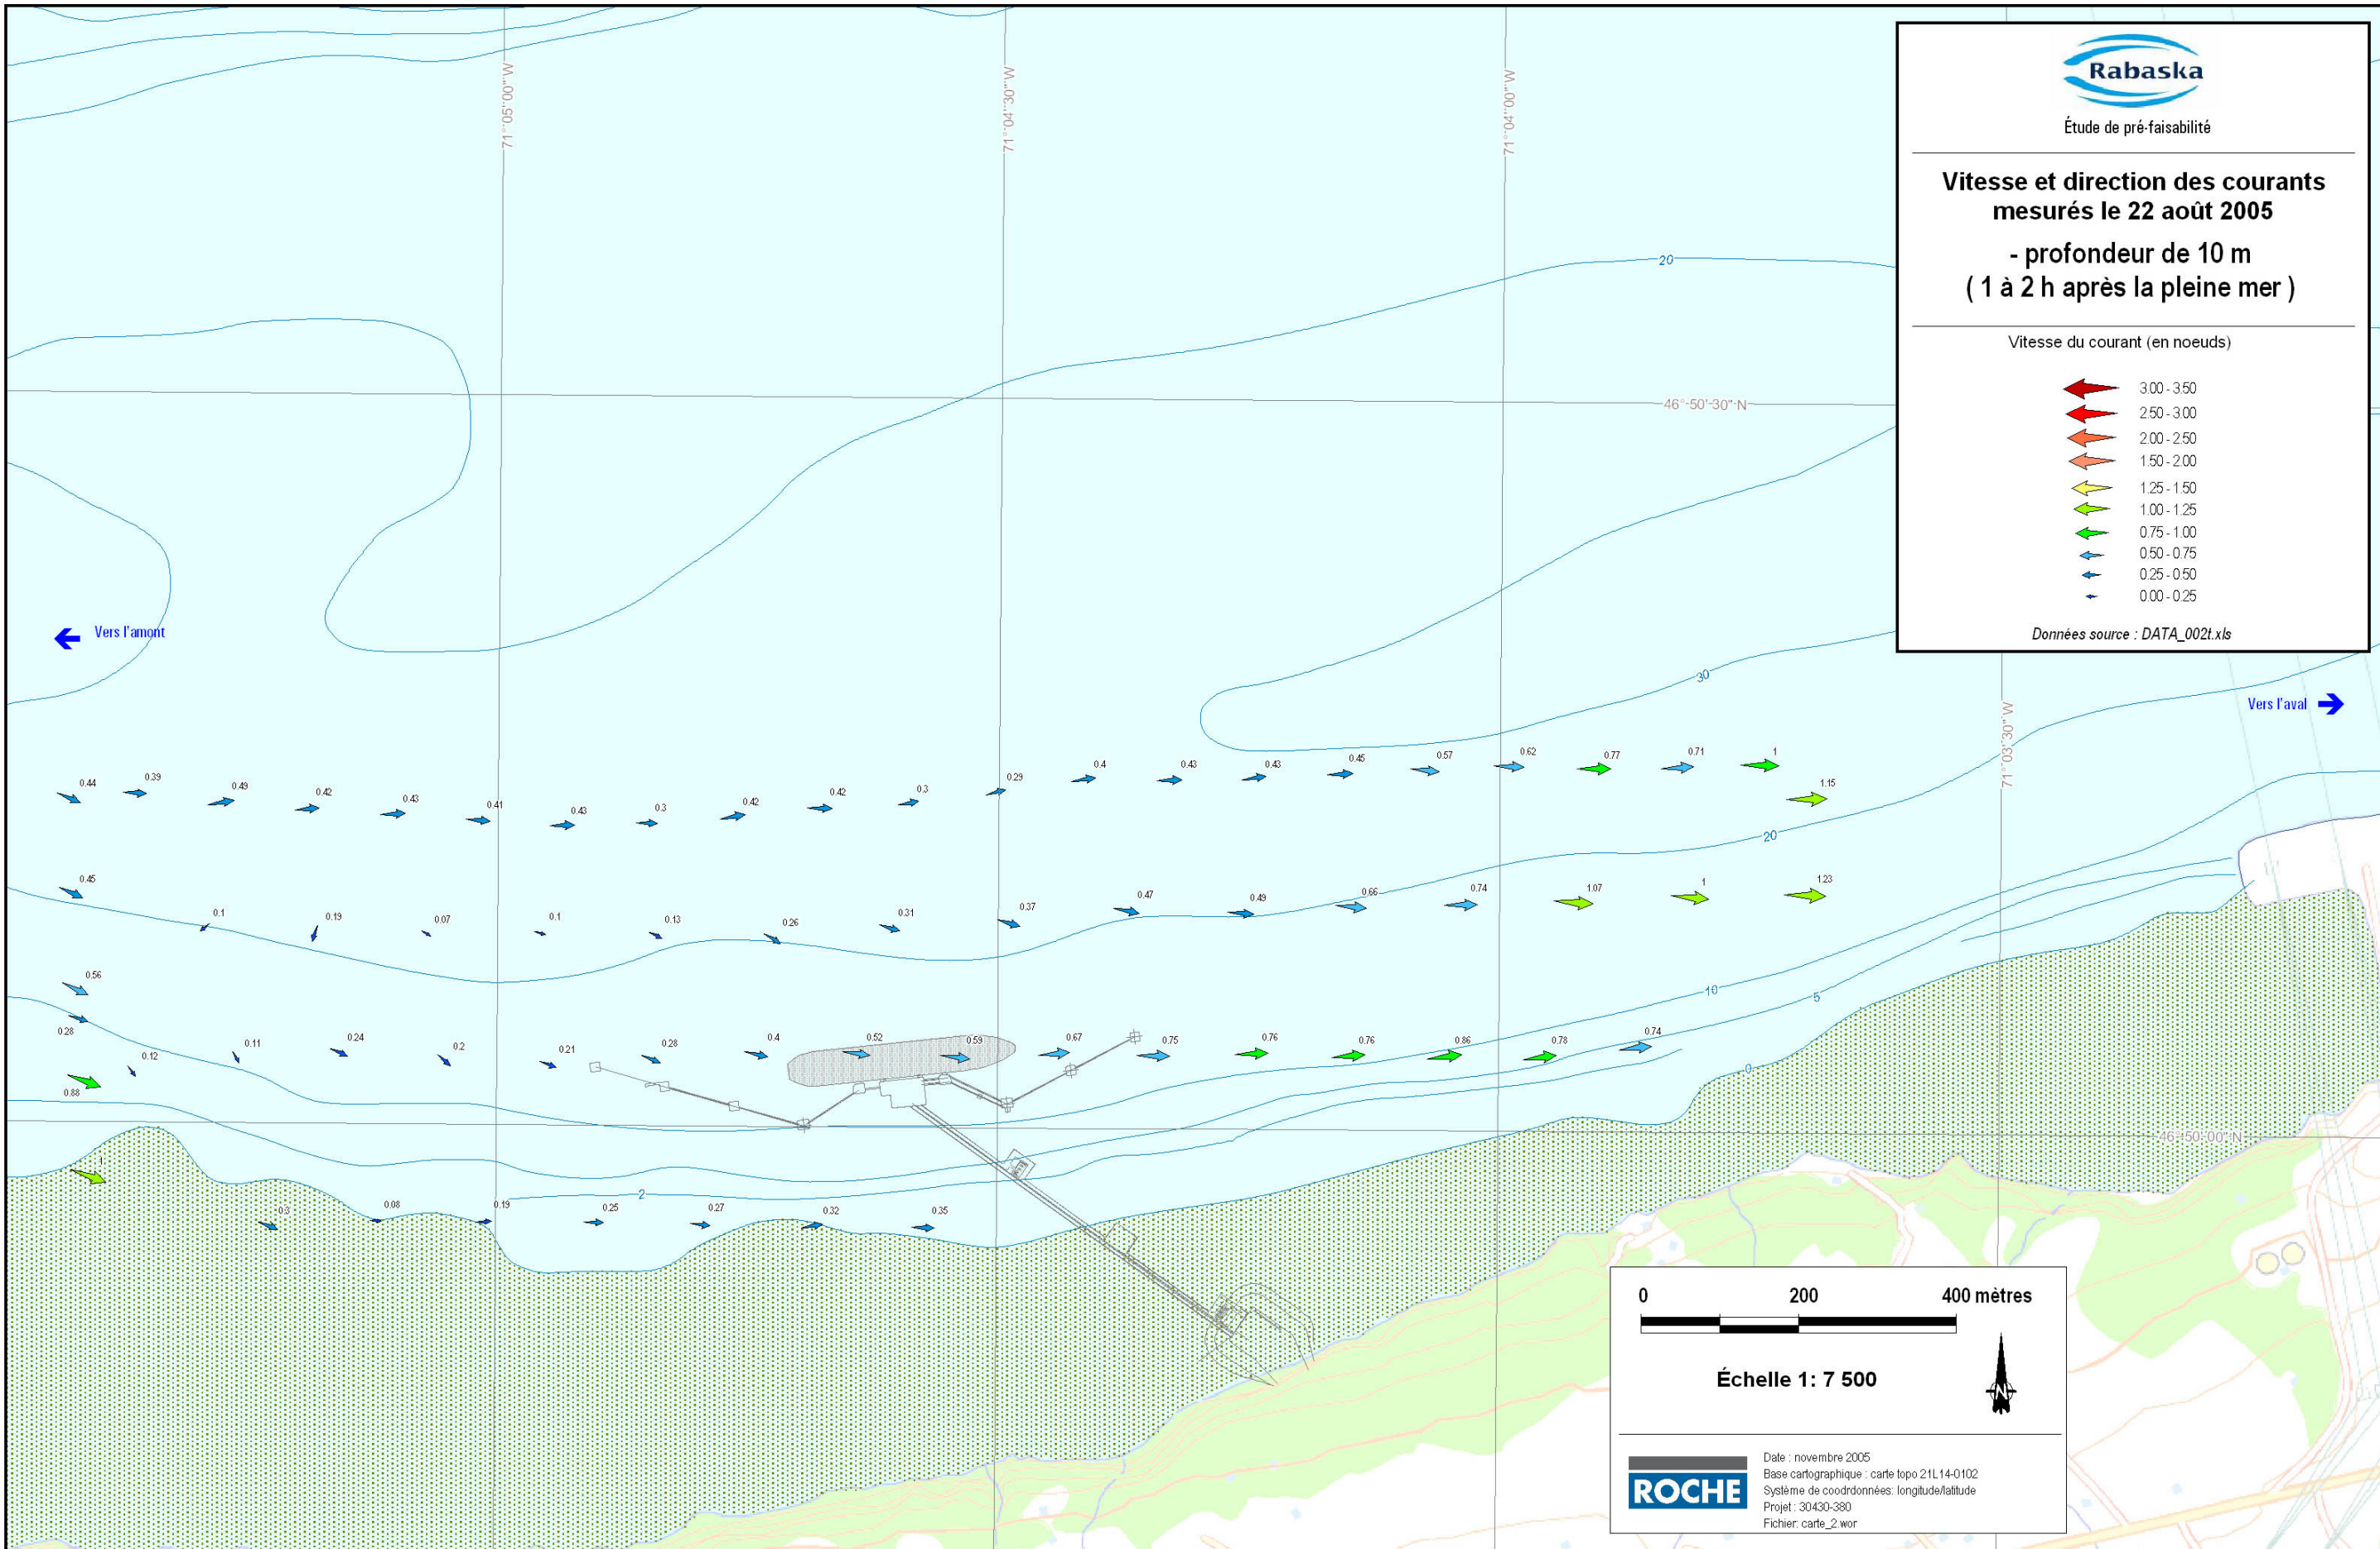 71°05'00" W
71°04'30" W
71°04'00" W
Rabaska
Étude de pré-faisabilité
Vitesse et direction des courants
mesurés le 22 août 2005
- profondeur de 10 m
( 1 à 2 h après la pleine mer )
Vitesse du courant (en noeuds)
3.00 - 3.50
2.50 - 3.00
2.00 - 2.50
1.50 - 2.00
1.25 - 1.50
1.00 - 1.25
0.75 - 1.00
0.50 - 0.75
0.25 - 0.50
0.00 - 0.25
Données source : DATA_002t.xls
20
46°50'30" N
Vers l'amont
30
Vers l'aval
71°03'30" W
0.44
0.39
0.49
0.42
0.43
0.41
0.43
0.3
0.42
0.42
0.3
0.29
0.4
0.43
0.43
0.45
0.57
0.62
0.77
0.71
1
1.15
20
0.45
0.1
0.19
0.07
0.1
0.13
0.26
0.31
0.37
0.47
0.49
0.66
0.74
1.07
1
1.23
0.56
10
5
0.28
0.12
0.11
0.24
0.2
0.21
0.28
0.4
0.52
0.59
0.67
0.75
0.76
0.76
0.86
0.78
0.74
0
0.88
46°50'00" N
1
2
0.3
0.08
0.19
0.25
0.27
0.32
0.35
0 200 400 mètres
Échelle 1: 7 500
N
ROCHE
Date : novembre 2005
Base cartographique : carte topo 21L14-0102
Système de coodrdonnées: longitude/latitude
Projet : 30430-380
Fichier: carte_2.wor